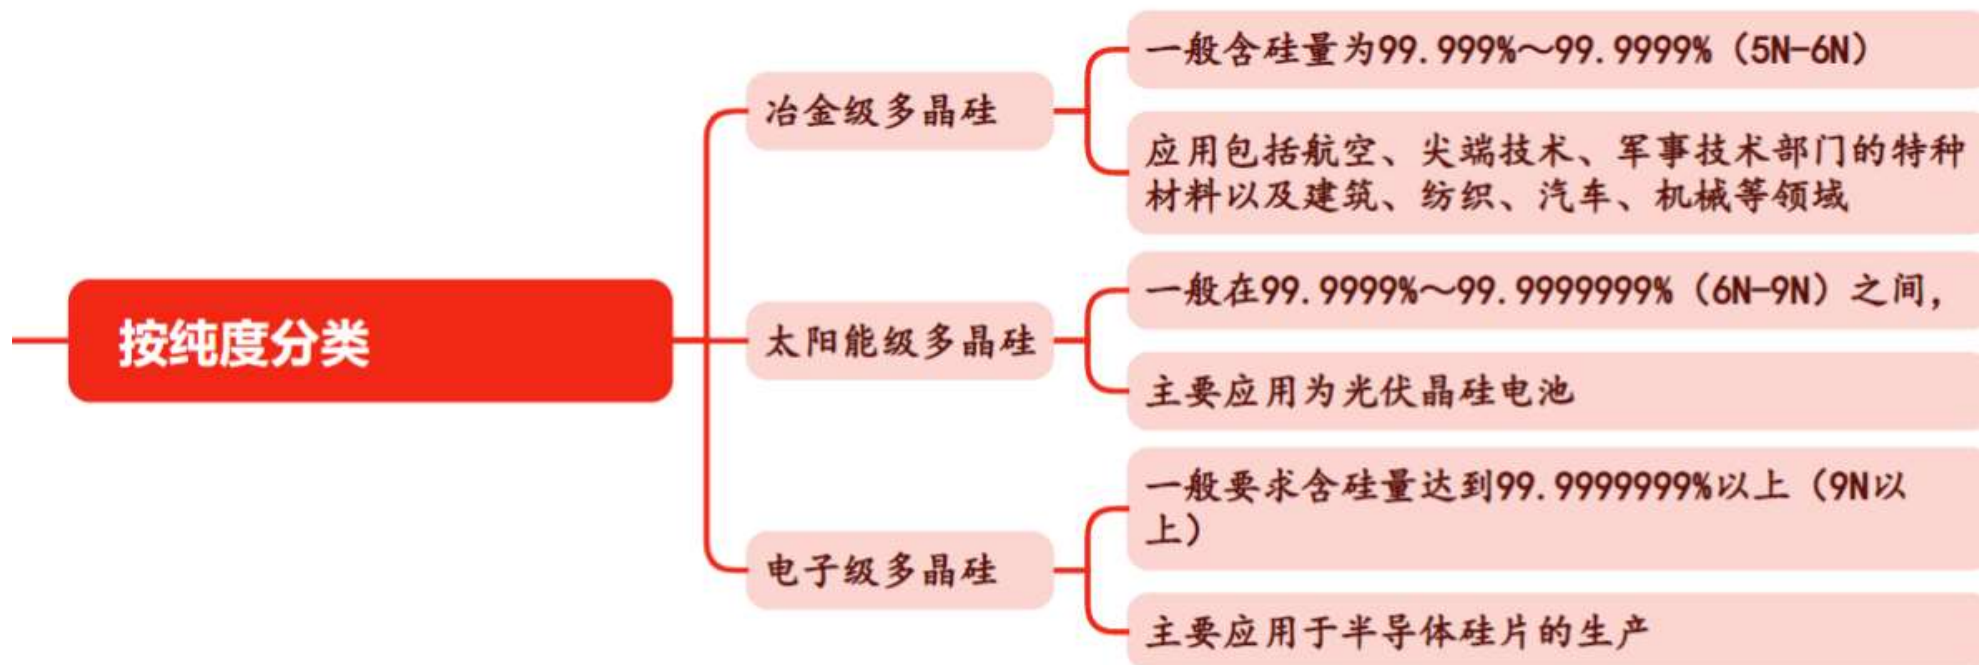 按纯度分类
冶金级多晶硅
一般含硅量为99.999%～99.9999%（5N-6N）
应用包括航空、尖端技术、军事技术部门的特种
材料以及建筑、纺织、汽车、机械等领域
太阳能级多晶硅
一般在99.9999%～99.9999999%（6N-9N）之间，
主要应用为光伏晶硅电池
电子级多晶硅
一般要求含硅量达到99.9999999%以上（9N以
上）
主要应用于半导体硅片的生产